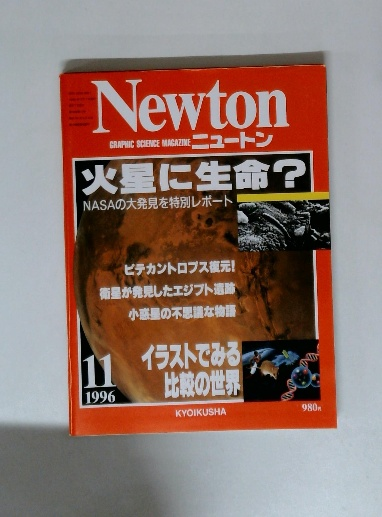 Newton
GRAPHIC SCIENCE MAGAZINE ニュートン
火星に生命？
NASAの大発見を特別レポート
ピテカントロプス復元！
衛星が発見したエジプト遺跡
小惑星の不思議な物語
イラストでみる
比較の世界
11
1996
KYOIKUSHA
980円